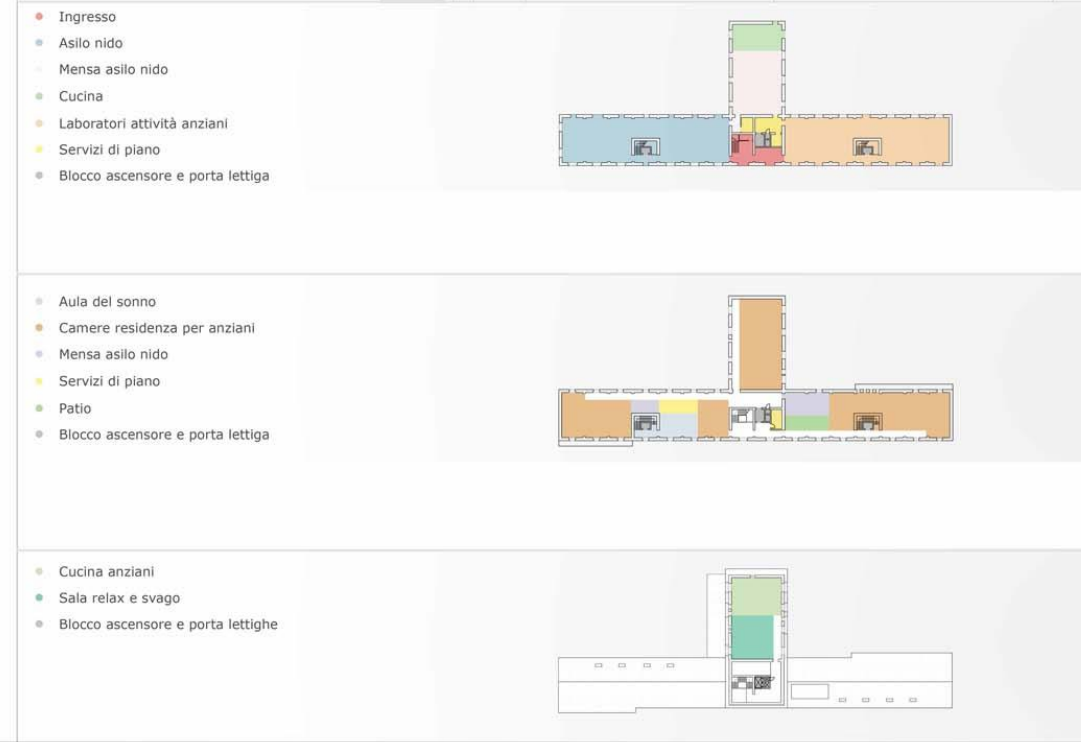 Ingresso
Asilo nido
Mensa asilo nido
Cucina
Laboratori attività anziani
Servizi di piano
Blocco ascensore e porta lettiga
Aula del sonno
Camere residenza per anziani
Mensa asilo nido
Servizi di piano
Patio
Blocco ascensore e porta lettiga
Cucina anziani
Sala relax e svago
Blocco ascensore e porta lettighe